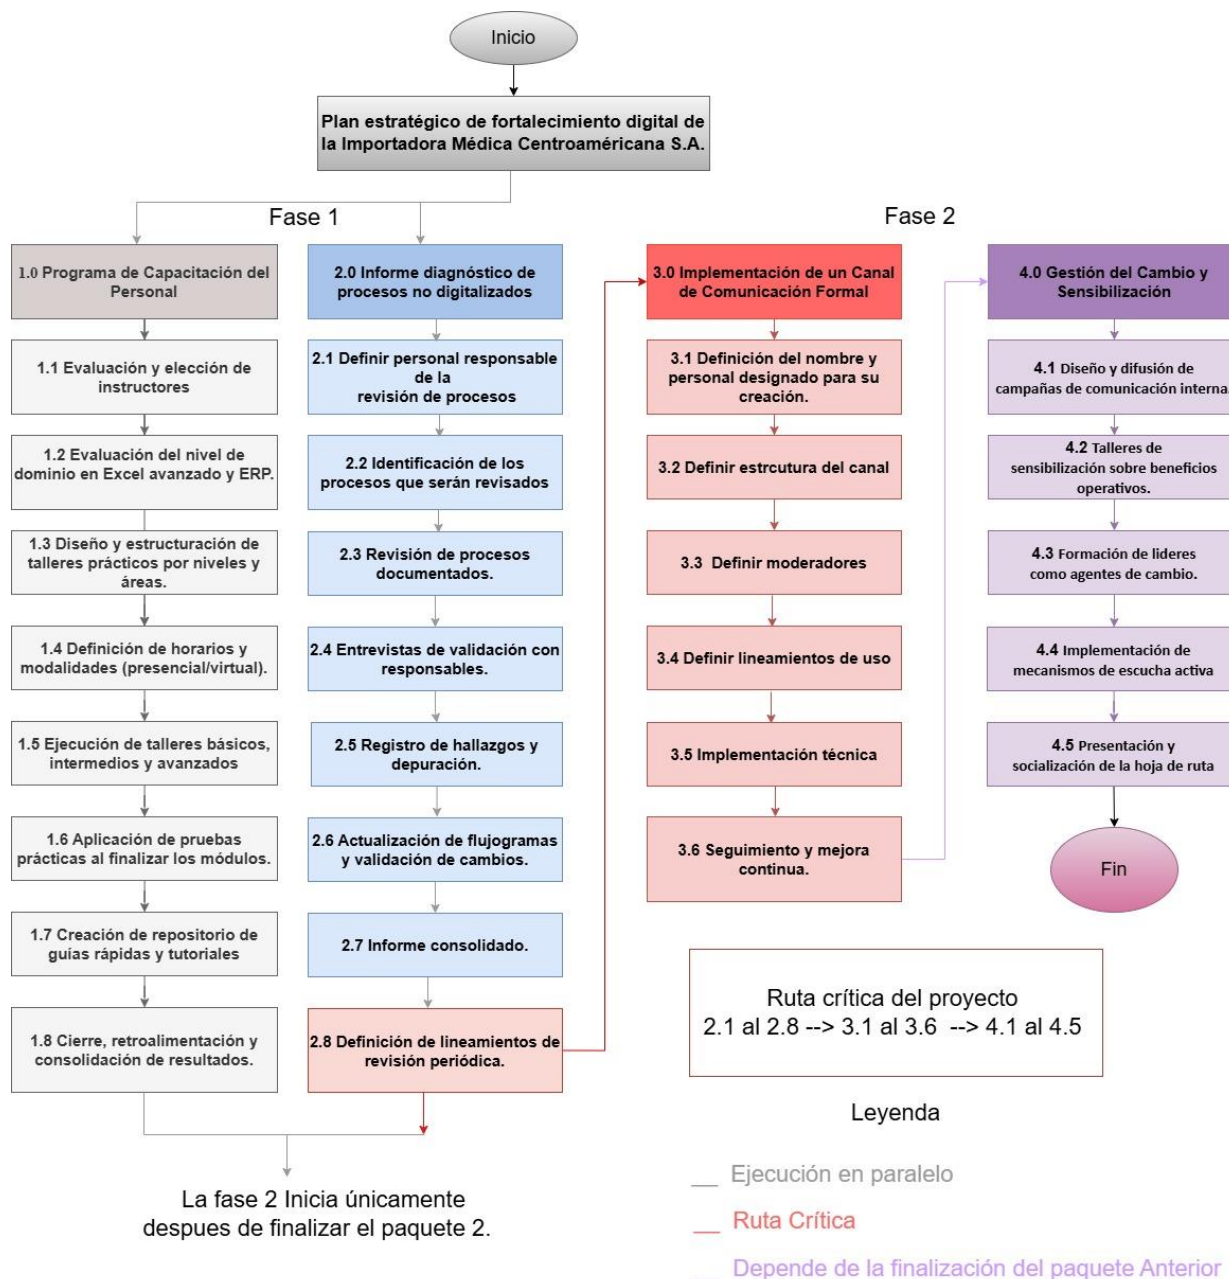 Inicio
Plan estratégico de fortalecimiento digital de
la Importadora Médica Centroaméricana S.A.
Fase 1
Fase 2
1.0 Programa de Capacitación del
Personal
1.1 Evaluación y elección de
instructores
1.2 Evaluación del nivel de
dominio en Excel avanzado y ERP.
1.3 Diseño y estructuración de
talleres prácticos por niveles y
áreas.
1.4 Definición de horarios y
modalidades (presencial/virtual).
1.5 Ejecución de talleres básicos,
intermedios y avanzados
1.6 Aplicación de pruebas
prácticas al finalizar los módulos.
1.7 Creación de repositorio de
guías rápidas y tutoriales
1.8 Cierre, retroalimentación y
consolidación de resultados.
2.0 Informe diagnóstico de
procesos no digitalizados
2.1 Definir personal responsable
de la
revisión de procesos
2.2 Identificación de los
procesos que serán revisados
2.3 Revisión de procesos
documentados.
2.4 Entrevistas de validación con
responsables.
2.5 Registro de hallazgos y
depuración.
2.6 Actualización de flujogramas
y validación de cambios.
2.7 Informe consolidado.
2.8 Definición de lineamientos de
revisión periódica.
La fase 2 Inicia únicamente
despues de finalizar el paquete 2.
3.0 Implementación de un Canal
de Comunicación Formal
3.1 Definición del nombre y
personal designado para su
creación.
3.2 Definir estrcutura del canal
3.3 Definir moderadores
3.4 Definir lineamientos de uso
3.5 Implementación técnica
3.6 Seguimiento y mejora
continua.
4.0 Gestión del Cambio y
Sensibilización
4.1 Diseño y difusión de
campañas de comunicación interna.
4.2 Talleres de
sensibilización sobre beneficios
operativos.
4.3 Formación de lideres
como agentes de cambio.
4.4 Implementación de
mecanismos de escucha activa
4.5 Presentación y
socialización de la hoja de ruta
Fin
Ruta crítica del proyecto
2.1 al 2.8 --> 3.1 al 3.6 --> 4.1 al 4.5
Leyenda
__ Ejecución en paralelo
__ Ruta Crítica
__ Depende de la finalización del paquete Anterior